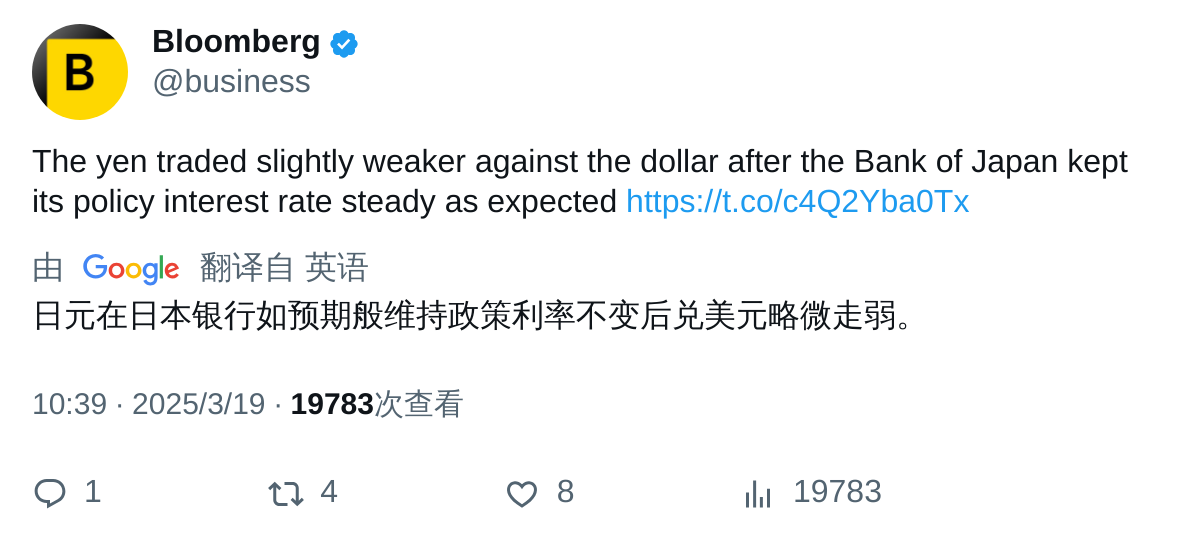 B
Bloomberg
@business
The yen traded slightly weaker against the dollar after the Bank of Japan kept
its policy interest rate steady as expected https://t.co/c4Q2Yba0Tx
由 Google 翻译自 英语
日元在日本银行如预期般维持政策利率不变后兑美元略微走弱。
10:39 · 2025/3/19 · 19783次查看
1 4 8 19783